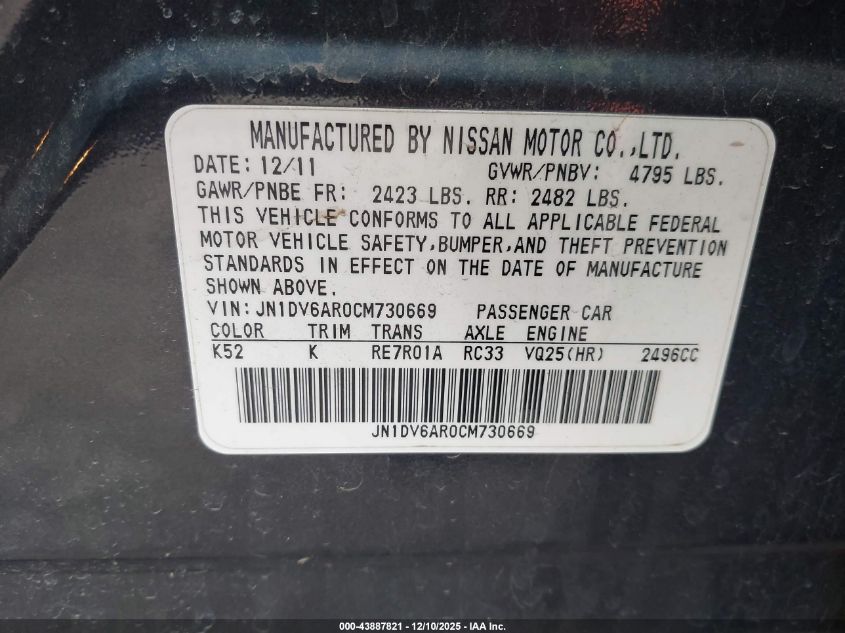 MANUFACTURED BY NISSAN MOTOR CO.,LTD.
DATE: 12/11 GVWR/PNBV: 4795 LBS.
GAWR/PNBE FR: 2423 LBS. RR: 2482 LBS.
THIS VEHICLE CONFORMS TO ALL APPLICABLE FEDERAL
MOTOR VEHICLE SAFETY,BUMPER,AND THEFT PREVENTION
STANDARDS IN EFFECT ON THE DATE OF MANUFACTURE
SHOWN ABOVE.
VIN:JN1DV6AR0CM730669 PASSENGER CAR
COLOR TRIM TRANS AXLE ENGINE
K52 K RE7R01A RC33 VQ25(HR) 2496CC
JN1DV6AR0CM730669
000-43887821 - 12/10/2025 - IAA Inc.